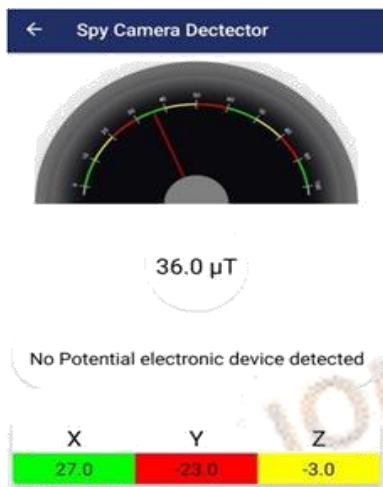 ← Spy Camera Dectector
36.0 µT
No Potential electronic device detected
X Y Z
27.0 -23.0 -3.0